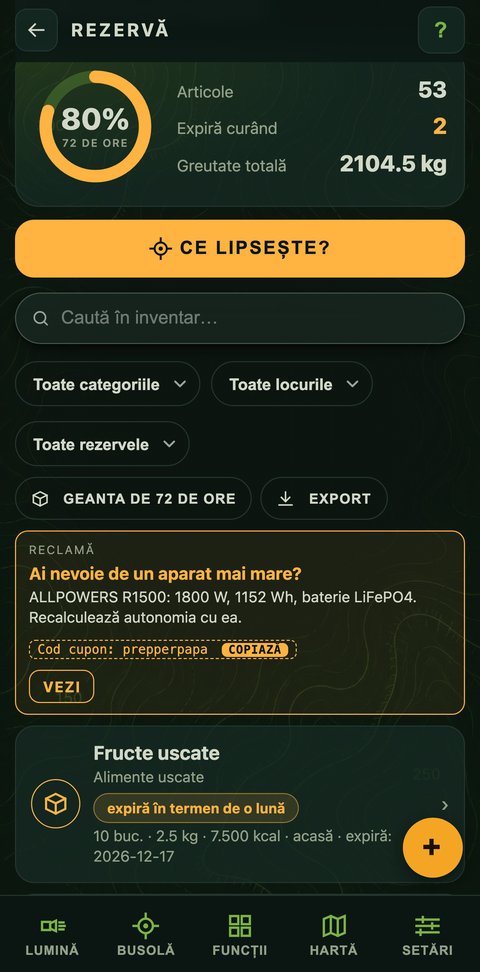 REZERVĂ
?
80%
72 DE ORE
Articole 53
Expiră curând 2
Greutate totală 2104.5 kg
CE LIPSEȘTE?
Caută în inventar…
Toate categoriile
Toate locurile
Toate rezervele
GEANTA DE 72 DE ORE
EXPORT
RECLAMĂ
Ai nevoie de un aparat mai mare?
ALLPOWERS R1500: 1800 W, 1152 Wh, baterie LiFePO4.
Recalculează autonomia cu ea.
Cod cupon: prepperpapa COPIAZĂ
VEZI
150
Fructe uscate
Alimente uscate
250
expiră în termen de o lună
10 buc. · 2.5 kg · 7.500 kcal · acasă · expiră:
2026-12-17
+
LUMINĂ
BUSOLĂ
FUNCȚII
HARTĂ
SETĂRI